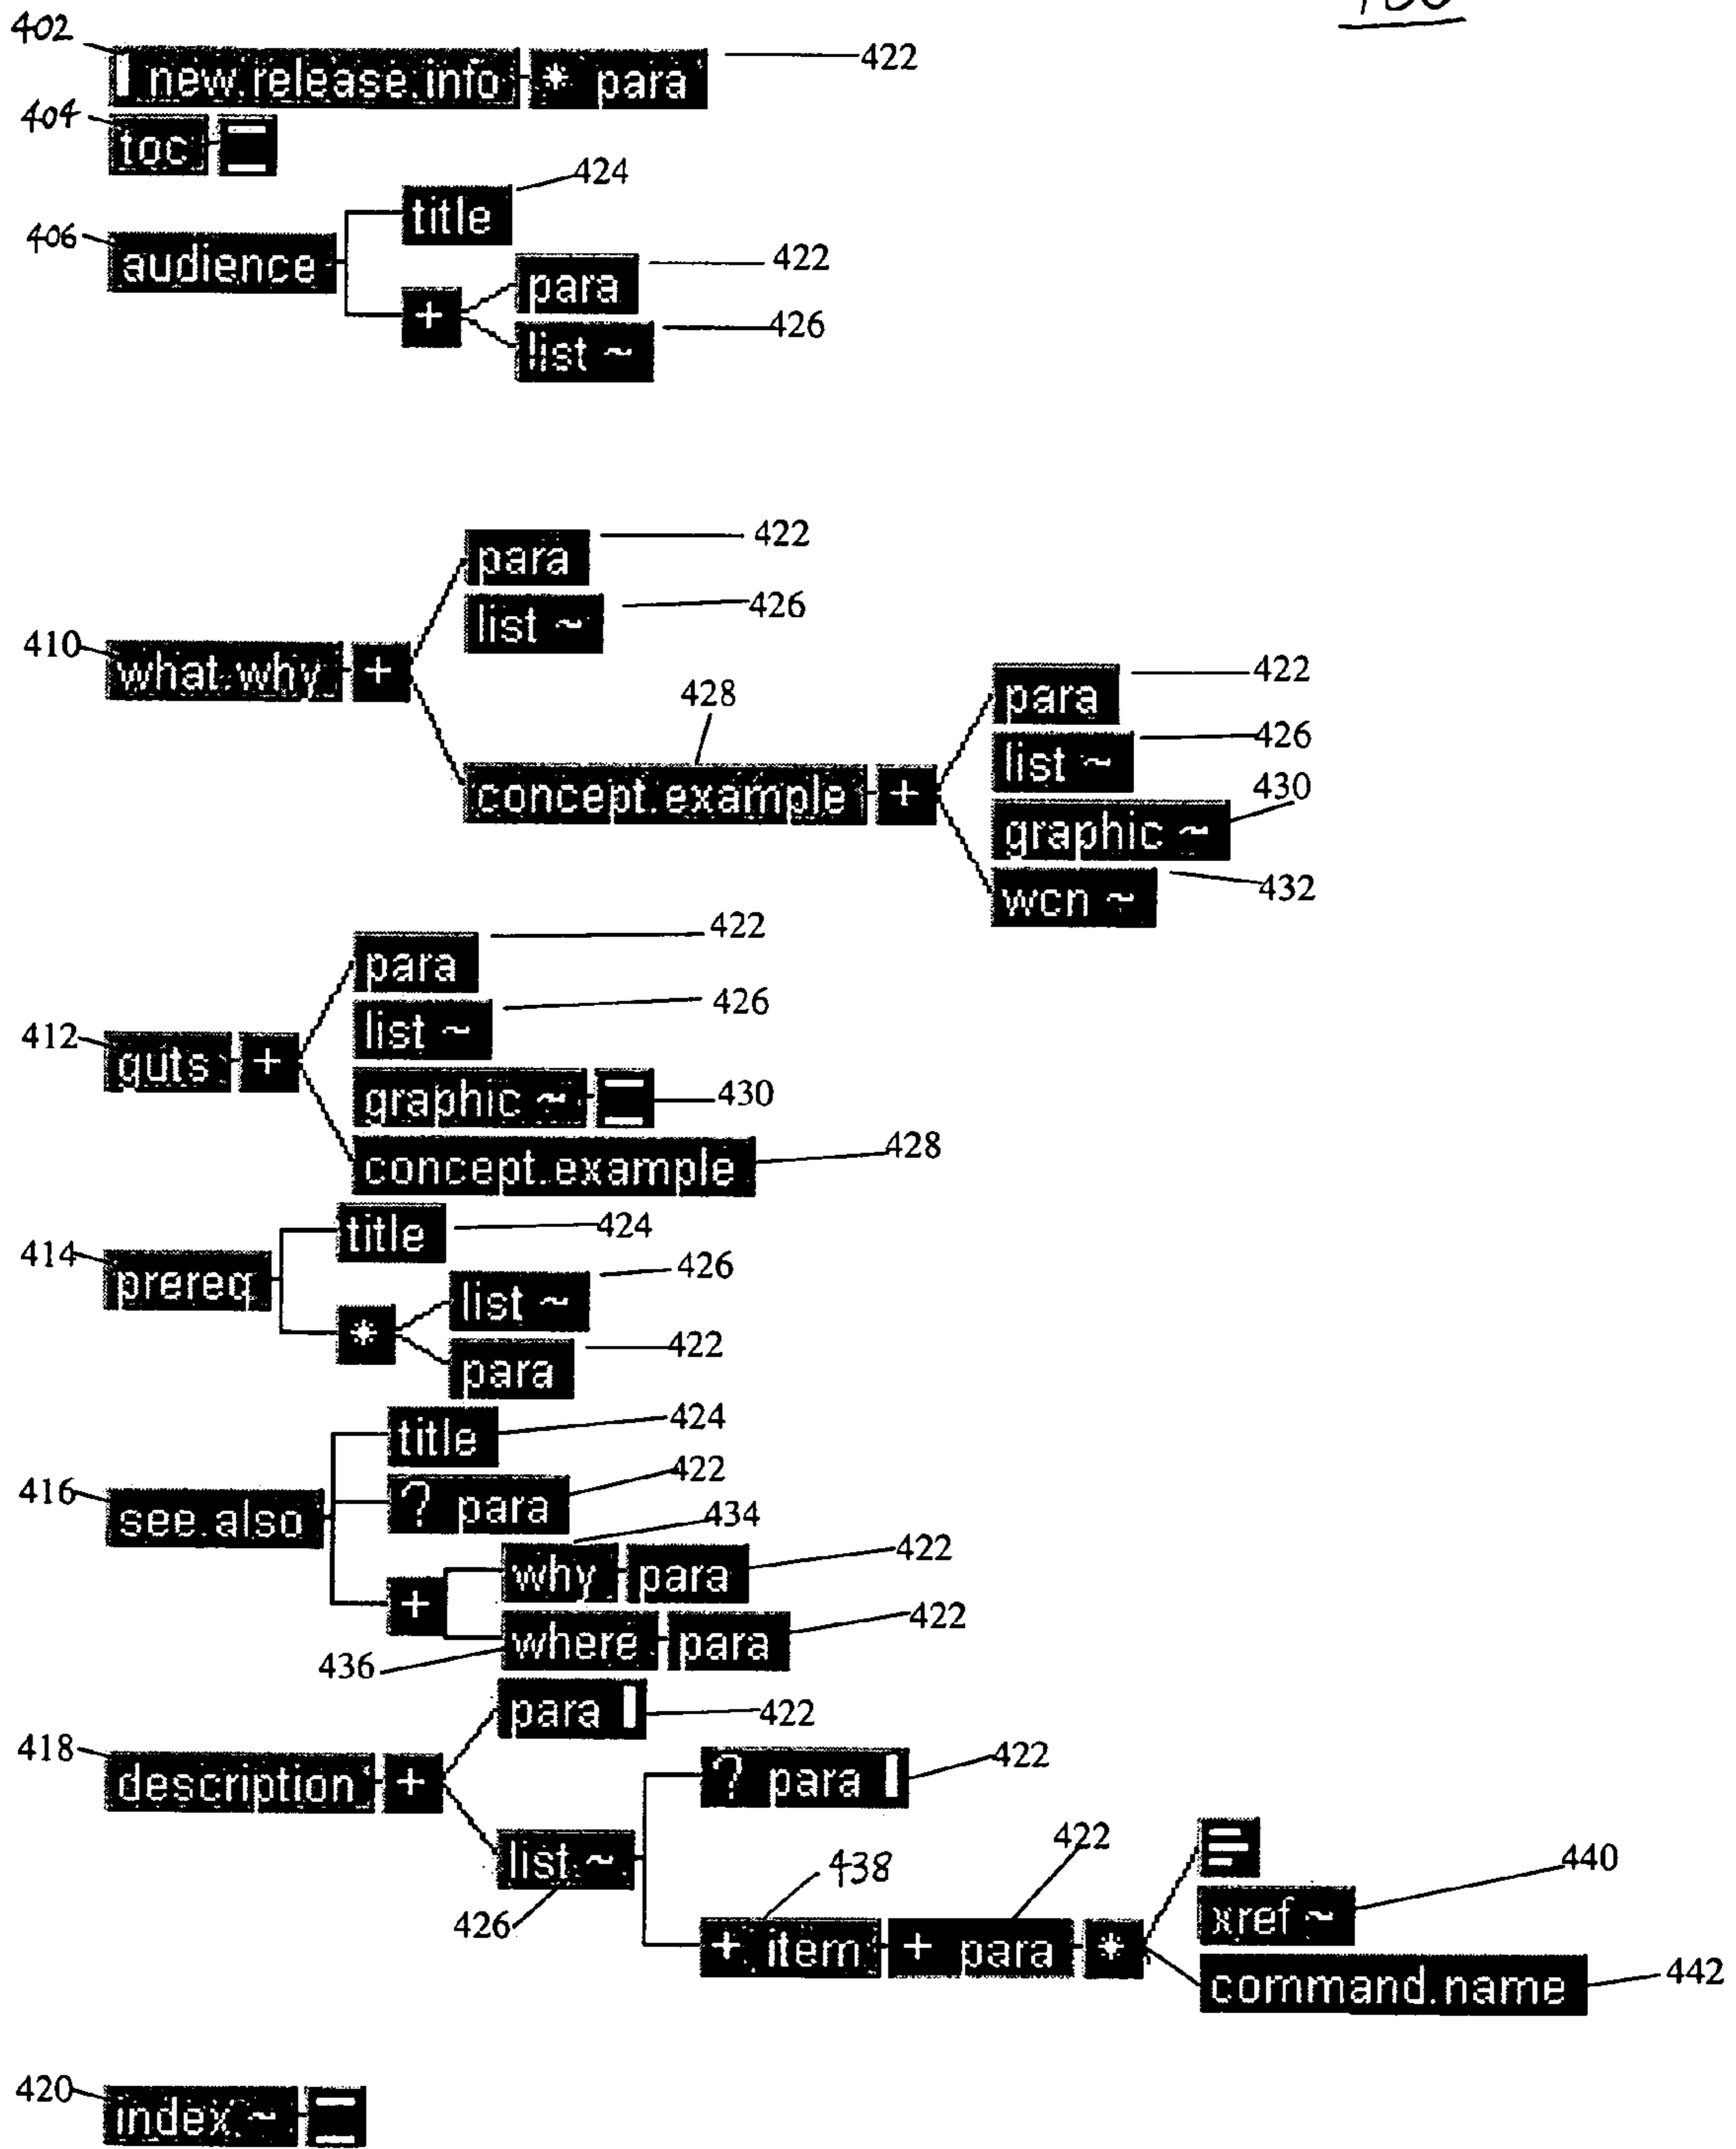 402
new.release.info * para 422
404
toc
424
title
406
audience
422
para
+
426
list ~
para 422
list ~ 426
410
what.why +
para 422
428
list ~ 426
concept.example +
430
graphic ~
wcn ~ 432
422
para
426
list ~
412
guts +
graphic ~ 430
concept.example 428
title 424
414
prereq
426
list ~
*
para 422
title 424
416
? para 422
see.also
434
why para 422
+
where para 422
436
para 422
418
description +
? para 422
list ~
438
422
426
+ item + para *
xref ~ 440
command.name 442
420
index ~